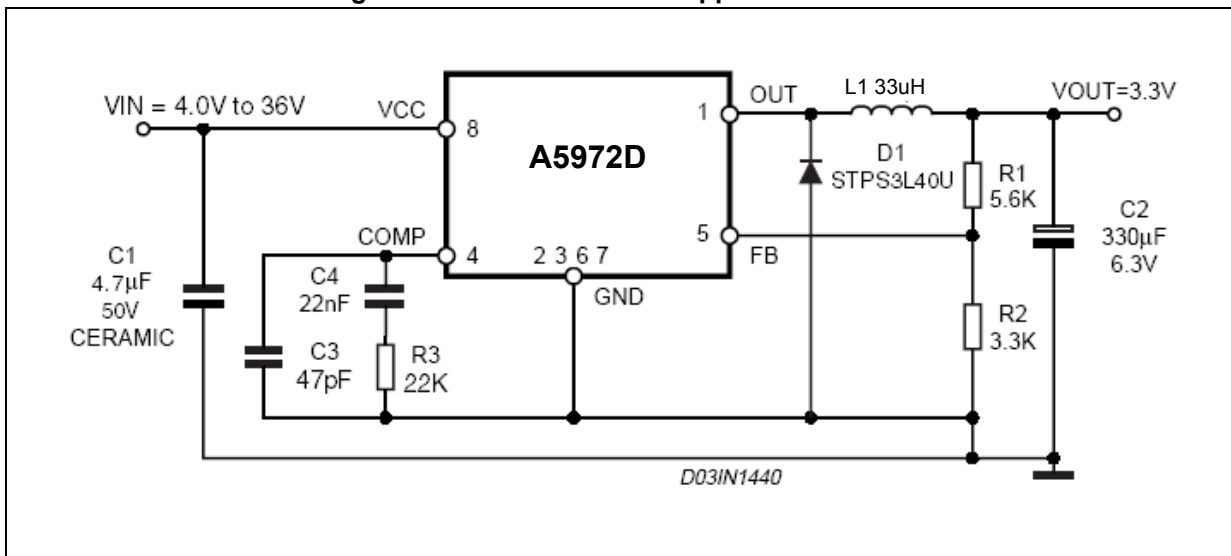 VIN = 4.0V to 36V
VCC
8
A5972D
1
OUT
L1 33uH
VOUT=3.3V
D1
STPS3L40U
R1
5.6K
C2
330μF
6.3V
5
FB
COMP
4
2 3 6 7
GND
C1
4.7μF
50V
CERAMIC
C4
22nF
C3
47pF
R3
22K
R2
3.3K
D03IN1440